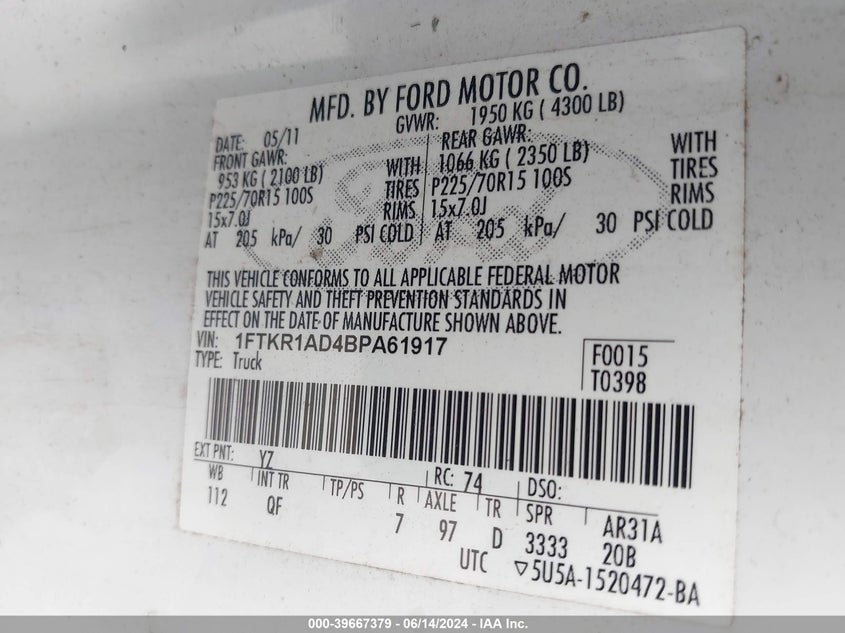 MFD. BY FORD MOTOR CO.
DATE: 05/11 GVWR: 1950 KG ( 4300 LB)
FRONT GAWR: REAR GAWR:
953 KG ( 2100 LB) WITH 1066 KG ( 2350 LB) WITH
P225/70R15 100S TIRES P225/70R15 100S TIRES
15x7.0J RIMS 15x7.0J RIMS
AT 205 kPa/ 30 PSI COLD AT 205 kPa/ 30 PSI COLD
THIS VEHICLE CONFORMS TO ALL APPLICABLE FEDERAL MOTOR
VEHICLE SAFETY AND THEFT PREVENTION STANDARDS IN
EFFECT ON THE DATE OF MANUFACTURE SHOWN ABOVE.
VIN: 1FTKR1AD4BPA61917
TYPE: Truck
F0015
T0398
EXT PNT: YZ RC: 74 DSO:
WB INT TR TP/PS R AXLE TR SPR AR31A
112 QF 7 97 D 3333 20B
UTC ▽5U5A-1520472-BA
000-39667379 - 06/14/2024 - IAA Inc.